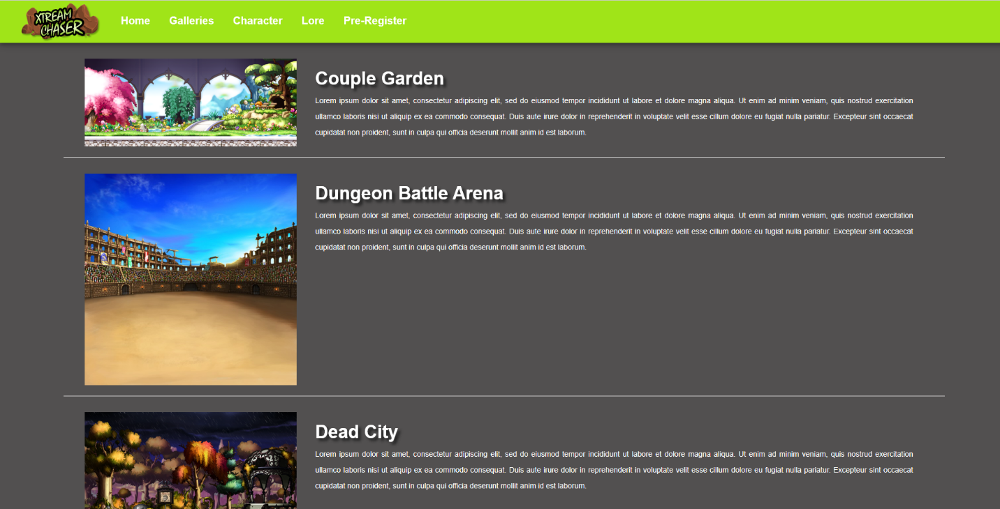 XTREAM
CHASER
Home Galleries Character Lore Pre-Register
Couple Garden
Lorem ipsum dolor sit amet, consectetur adipiscing elit, sed do eiusmod tempor incididunt ut labore et dolore magna aliqua. Ut enim ad minim veniam, quis nostrud exercitation
ullamco laboris nisi ut aliquip ex ea commodo consequat. Duis aute irure dolor in reprehenderit in voluptate velit esse cillum dolore eu fugiat nulla pariatur. Excepteur sint occaecat
cupidatat non proident, sunt in culpa qui officia deserunt mollit anim id est laborum.
Dungeon Battle Arena
Lorem ipsum dolor sit amet, consectetur adipiscing elit, sed do eiusmod tempor incididunt ut labore et dolore magna aliqua. Ut enim ad minim veniam, quis nostrud exercitation
ullamco laboris nisi ut aliquip ex ea commodo consequat. Duis aute irure dolor in reprehenderit in voluptate velit esse cillum dolore eu fugiat nulla pariatur. Excepteur sint occaecat
cupidatat non proident, sunt in culpa qui officia deserunt mollit anim id est laborum.
Dead City
Lorem ipsum dolor sit amet, consectetur adipiscing elit, sed do eiusmod tempor incididunt ut labore et dolore magna aliqua. Ut enim ad minim veniam, quis nostrud exercitation
ullamco laboris nisi ut aliquip ex ea commodo consequat. Duis aute irure dolor in reprehenderit in voluptate velit esse cillum dolore eu fugiat nulla pariatur. Excepteur sint occaecat
cupidatat non proident, sunt in culpa qui officia deserunt mollit anim id est laborum.